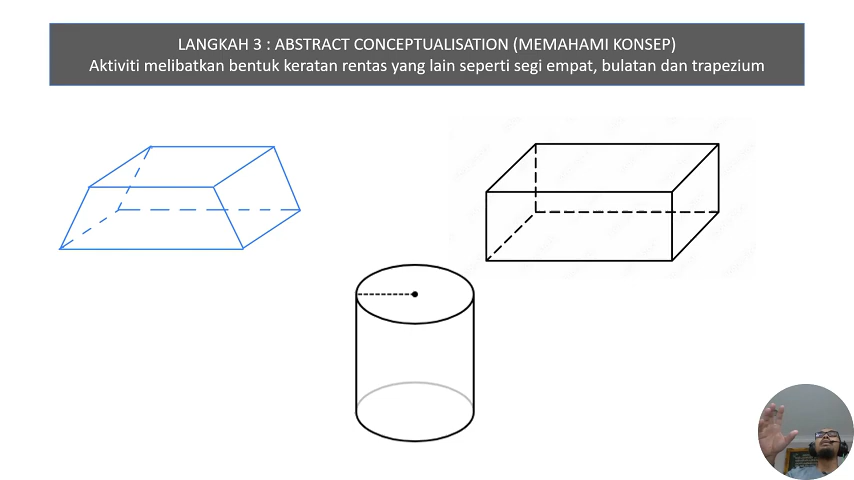 LANGKAH 3 : ABSTRACT CONCEPTUALISATION (MEMAHAMI KONSEP)
Aktiviti melibatkan bentuk keratan rentas yang lain seperti segi empat, bulatan dan trapezium